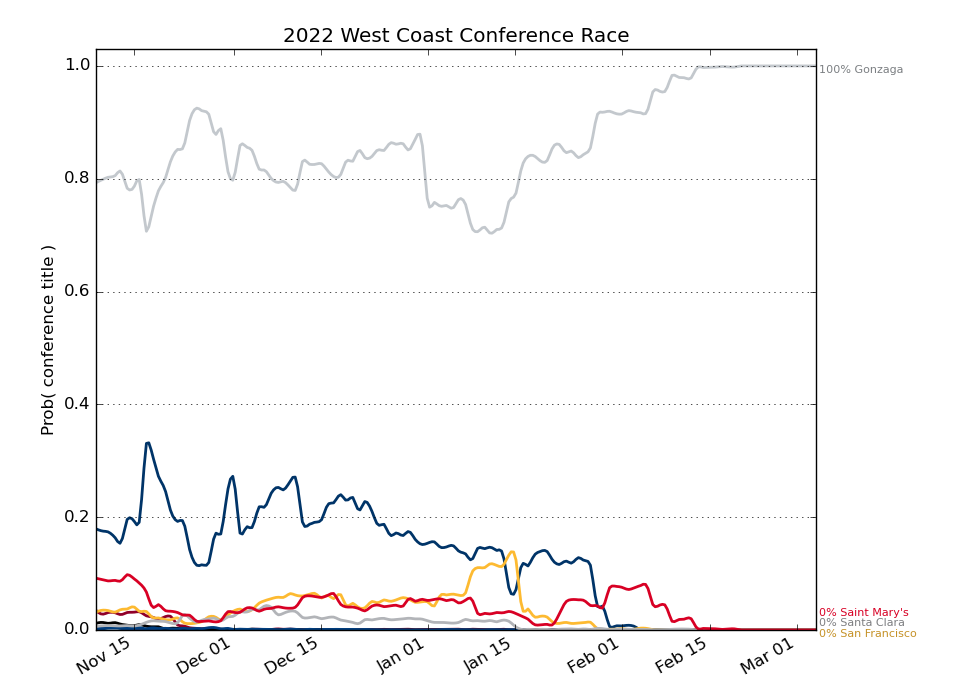 2022 West Coast Conference Race
Prob( conference title )
1.0
0.8
0.6
0.4
0.2
0.0
100% Gonzaga
0% Saint Mary's
0% Santa Clara
0% San Francisco
Nov 15
Dec 01
Dec 15
Jan 01
Jan 15
Feb 01
Feb 15
Mar 01